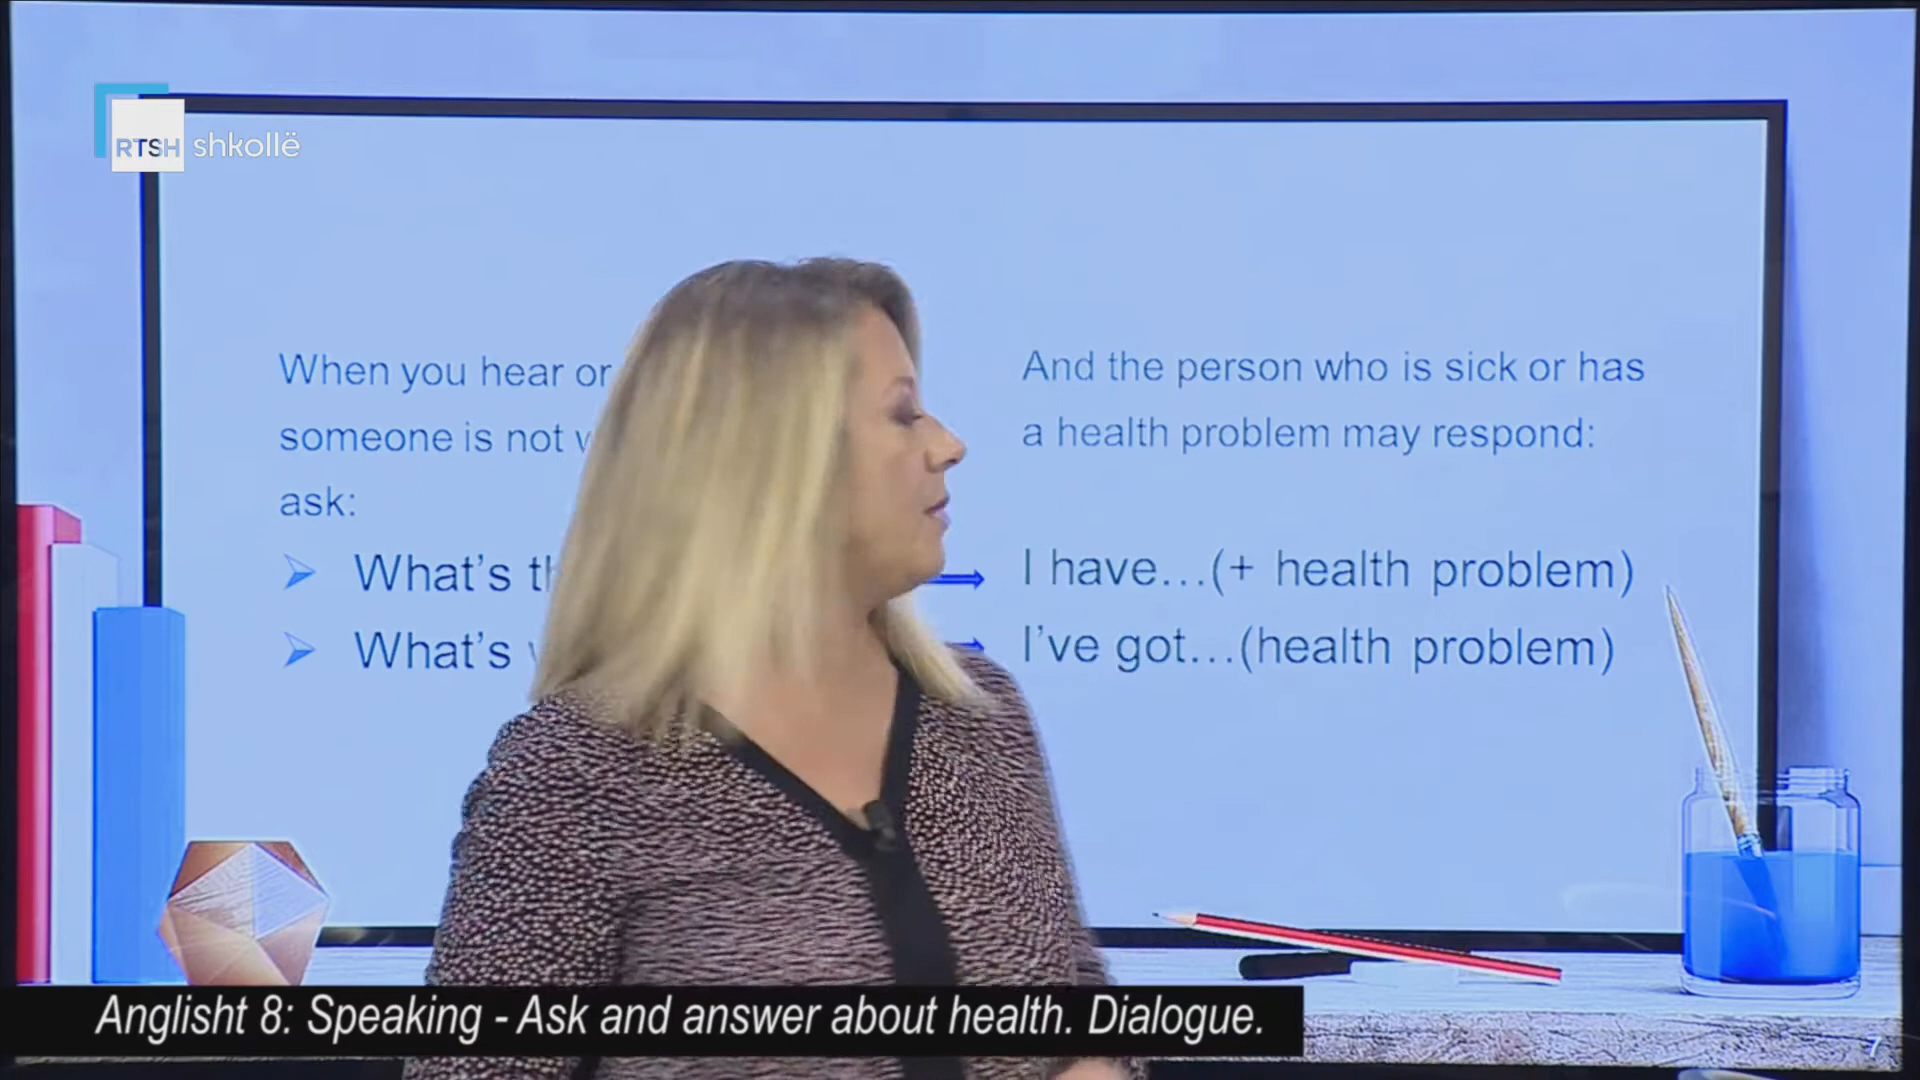 RTSH shkollë
When you hear or
someone is not
ask:
What's
What's
And the person who is sick or has
a health problem may respond:
I have...(+ health problem)
I've got...(health problem)
Anglisht 8: Speaking - Ask and answer about health. Dialogue.
7